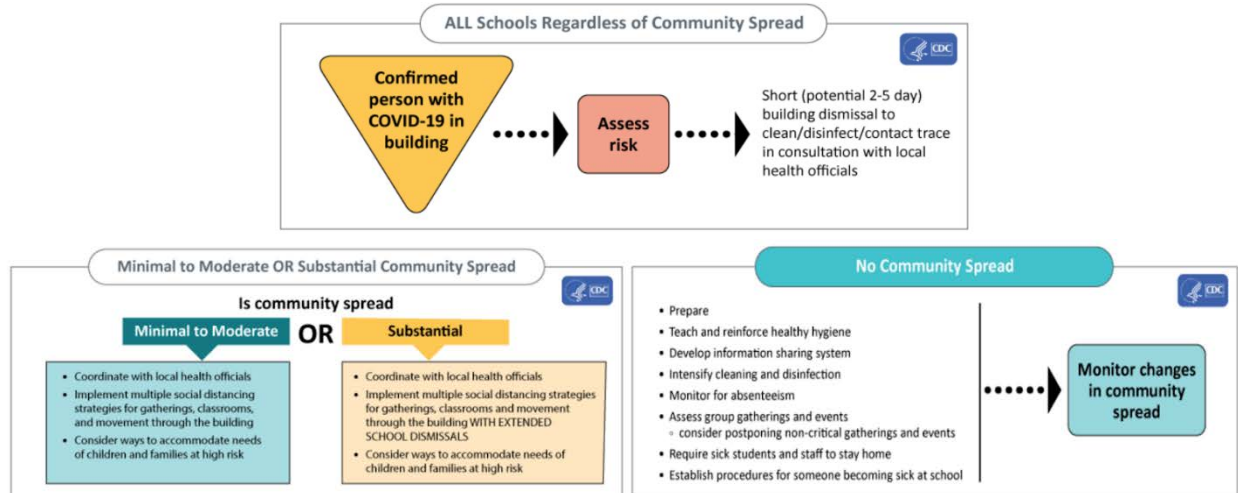 ALL Schools Regardless of Community Spread
CDC
Confirmed
person with
COVID-19 in
building
Assess
risk
Short (potential 2-5 day)
building dismissal to
clean/disinfect/contact trace
in consultation with local
health officials
Minimal to Moderate OR Substantial Community Spread
CDC
Is community spread
Minimal to Moderate
OR
Substantial
• Coordinate with local health officials
• Implement multiple social distancing
strategies for gatherings, classrooms,
and movement through the building
• Consider ways to accommodate needs
of children and families at high risk
• Coordinate with local health officials
• Implement multiple social distancing strategies
for gatherings, classrooms and movement
through the building WITH EXTENDED
SCHOOL DISMISSALS
• Consider ways to accommodate needs of
children and families at high risk
No Community Spread
CDC
• Prepare
• Teach and reinforce healthy hygiene
• Develop information sharing system
• Intensify cleaning and disinfection
• Monitor for absenteeism
• Assess group gatherings and events
◦ consider postponing non-critical gatherings and events
• Require sick students and staff to stay home
• Establish procedures for someone becoming sick at school
Monitor changes
in community
spread